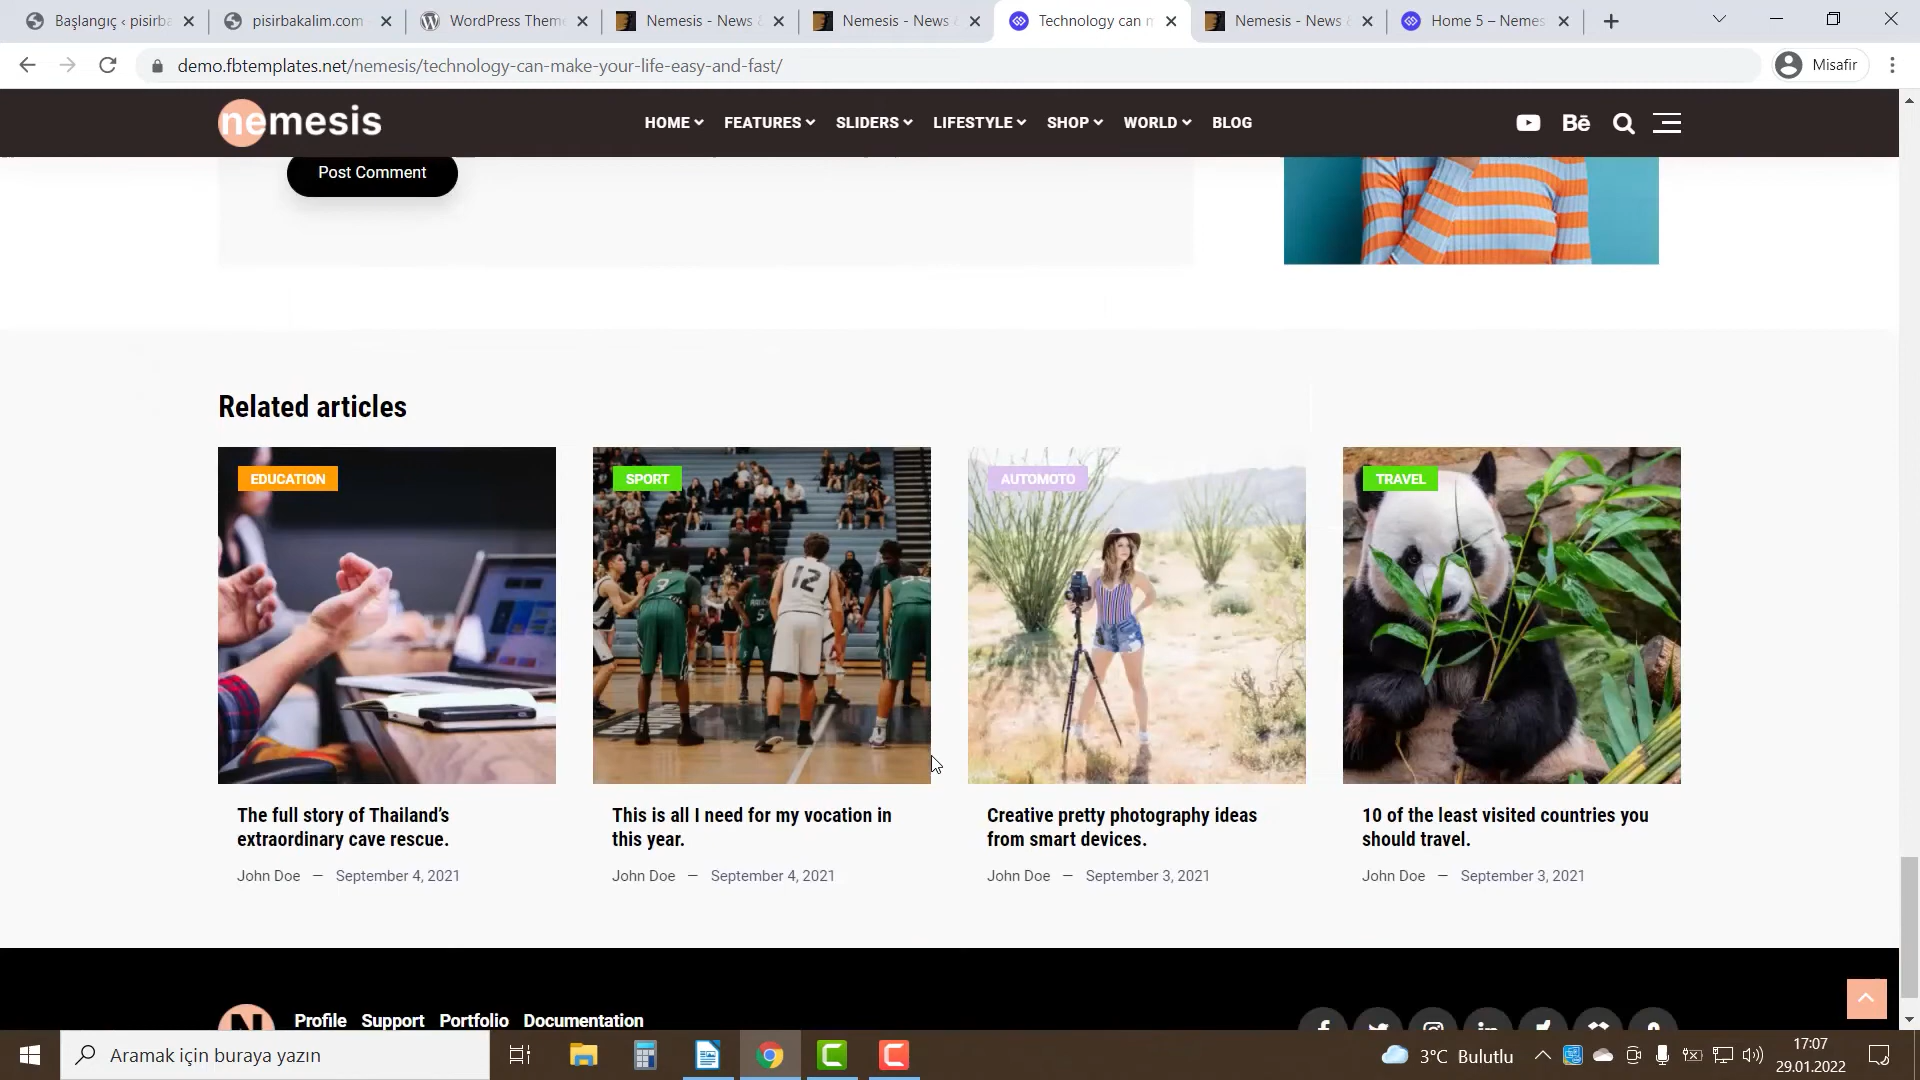 Başlangıç ‹ pisirba
pisirbakalim.com
WordPress Them
Nemesis - News &
Nemesis - News &
Technology can m
Nemesis - News &
Home 5 – Nemes
demo.fbtemplates.net/nemesis/technology-can-make-your-life-easy-and-fast/
Misafir
nemesis
HOME
FEATURES
SLIDERS
LIFESTYLE
SHOP
WORLD
BLOG
Bē
Post Comment
Related articles
EDUCATION
SPORT
AUTOMOTO
TRAVEL
12
The full story of Thailand's
extraordinary cave rescue.
John Doe — September 4, 2021
This is all I need for my vocation in
this year.
John Doe — September 4, 2021
Creative pretty photography ideas
from smart devices.
John Doe — September 3, 2021
10 of the least visited countries you
should travel.
John Doe — September 3, 2021
N
Profile Support Portfolio Documentation
Aramak için buraya yazın
3°C Bulutlu
17:07
29.01.2022